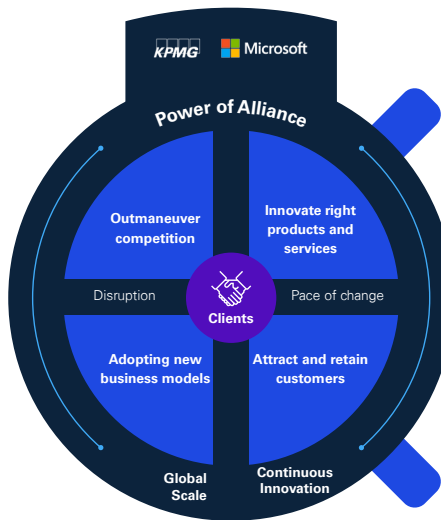 KPMG Microsoft
Power of Alliance
Outmaneuver
competition
Innovate right
products and
services
Disruption
Clients
Pace of change
Adopting new
business models
Attract and retain
customers
Global
Scale
Continuous
Innovation